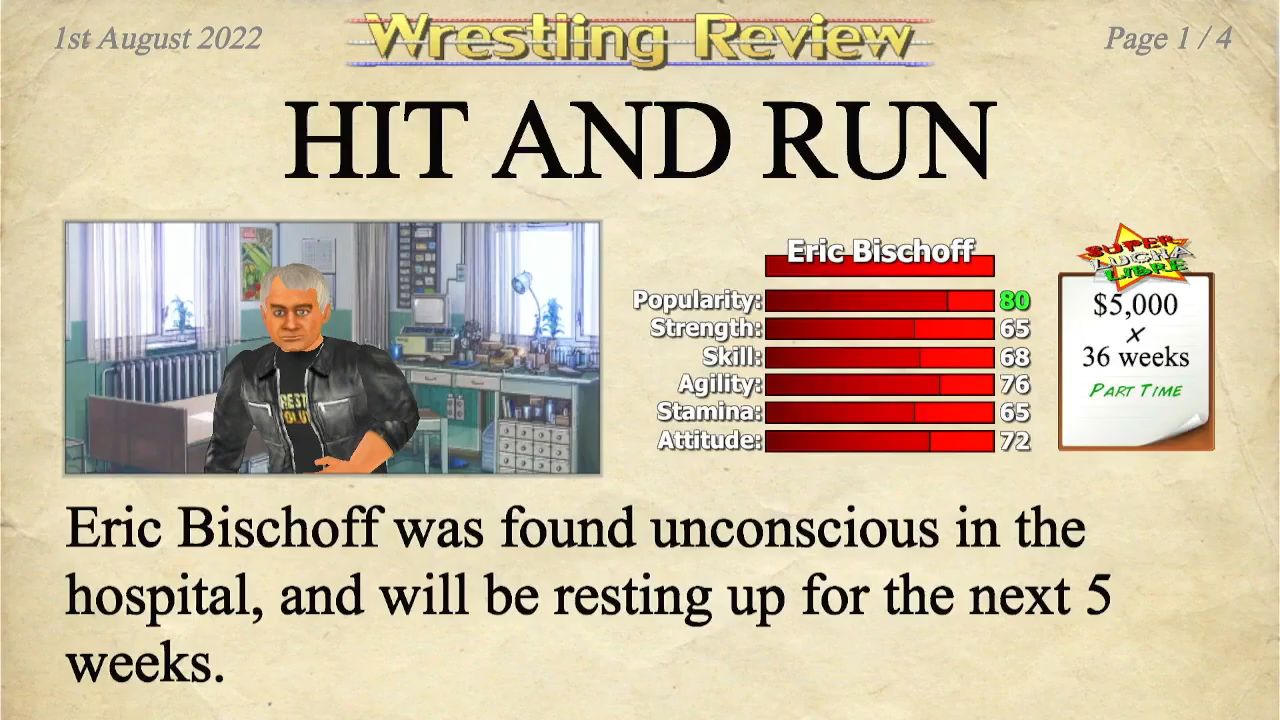 1st August 2022
Wrestling Review
Page 1 / 4
HIT AND RUN
Eric Bischoff
Popularity: 80
Strength: 65
Skill: 68
Agility: 76
Stamina: 65
Attitude: 72
SUPER
LUCHA
LIBRE
$5,000
x
36 weeks
PART TIME
Eric Bischoff was found unconscious in the
hospital, and will be resting up for the next 5
weeks.